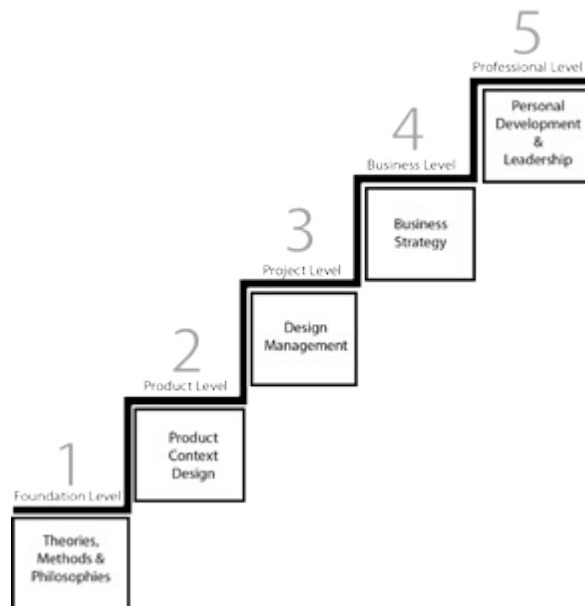 5
Professional Level
Personal
Development
&
Leadership
4
Business Level
Business
Strategy
3
Project Level
Design
Management
2
Product Level
Product
Context
Design
1
Foundation Level
Theories,
Methods &
Philosophies